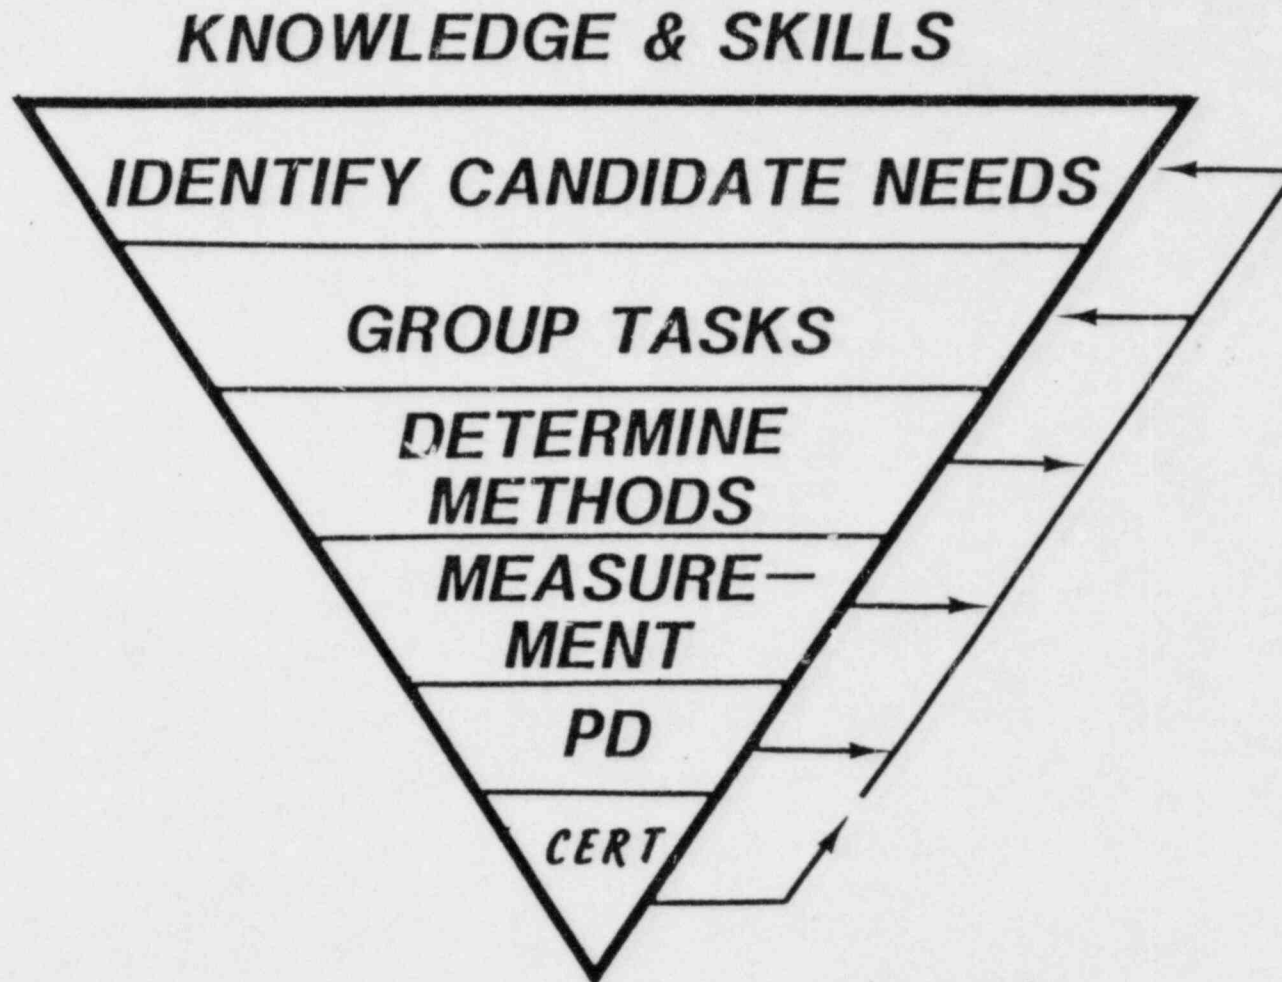 KNOWLEDGE & SKILLS
IDENTIFY CANDIDATE NEEDS
GROUP TASKS
DETERMINE
METHODS
MEASURE—
MENT
PD
CERT